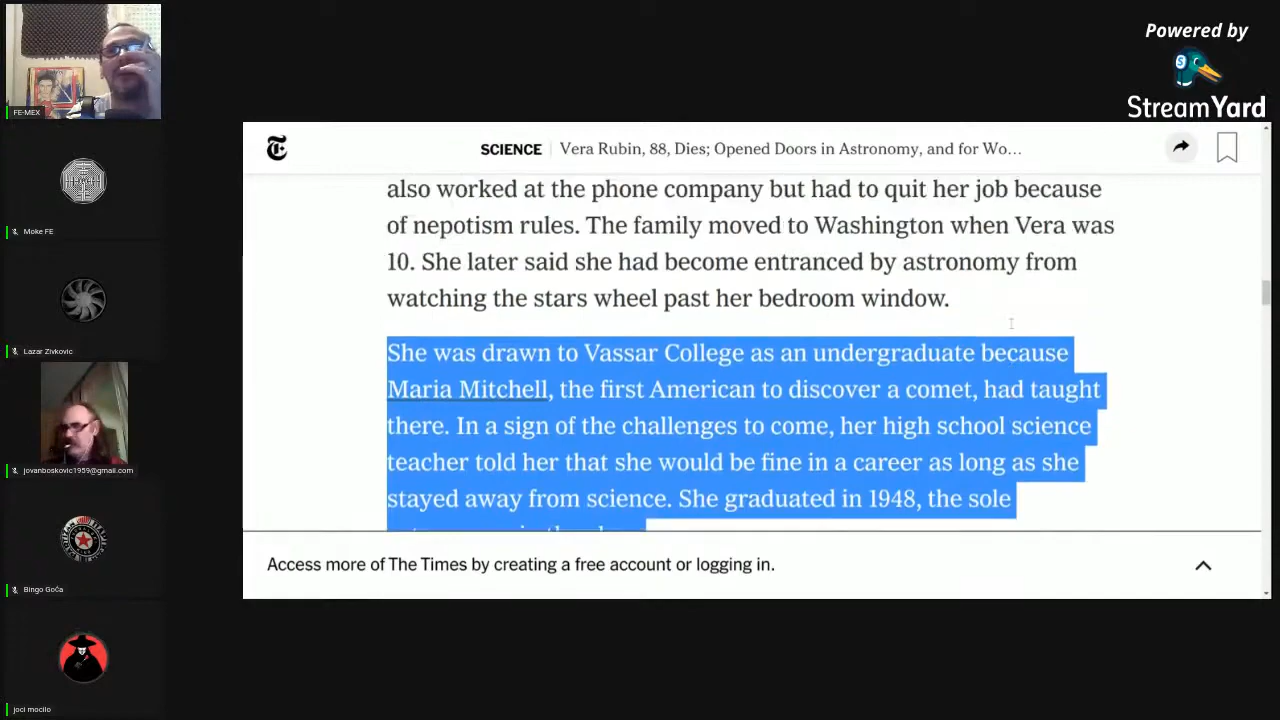 FE-MEX
Moke FE
Lazar Zivkovic
jovanboskovic1959@gmail.com
Bingo Goča
joci mocilo
Powered by
StreamYard
SCIENCE Vera Rubin, 88, Dies; Opened Doors in Astronomy, and for Wo…
also worked at the phone company but had to quit her job because
of nepotism rules. The family moved to Washington when Vera was
10. She later said she had become entranced by astronomy from
watching the stars wheel past her bedroom window.
She was drawn to Vassar College as an undergraduate because
Maria Mitchell, the first American to discover a comet, had taught
there. In a sign of the challenges to come, her high school science
teacher told her that she would be fine in a career as long as she
stayed away from science. She graduated in 1948, the sole
Access more of The Times by creating a free account or logging in.